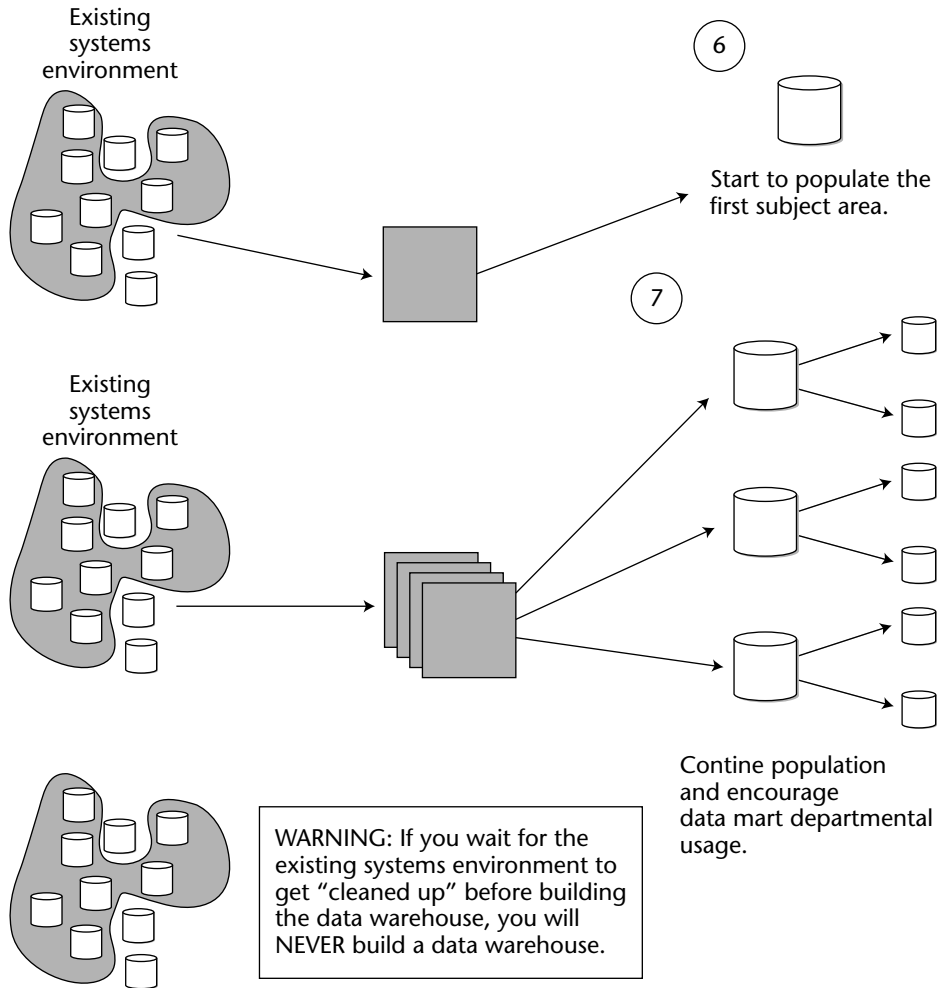 Existing
systems
environment
6
Start to populate the
first subject area.
7
Existing
systems
environment
Contine population
and encourage
data mart departmental
usage.
WARNING: If you wait for the
existing systems environment to
get “cleaned up” before building
the data warehouse, you will
NEVER build a data warehouse.